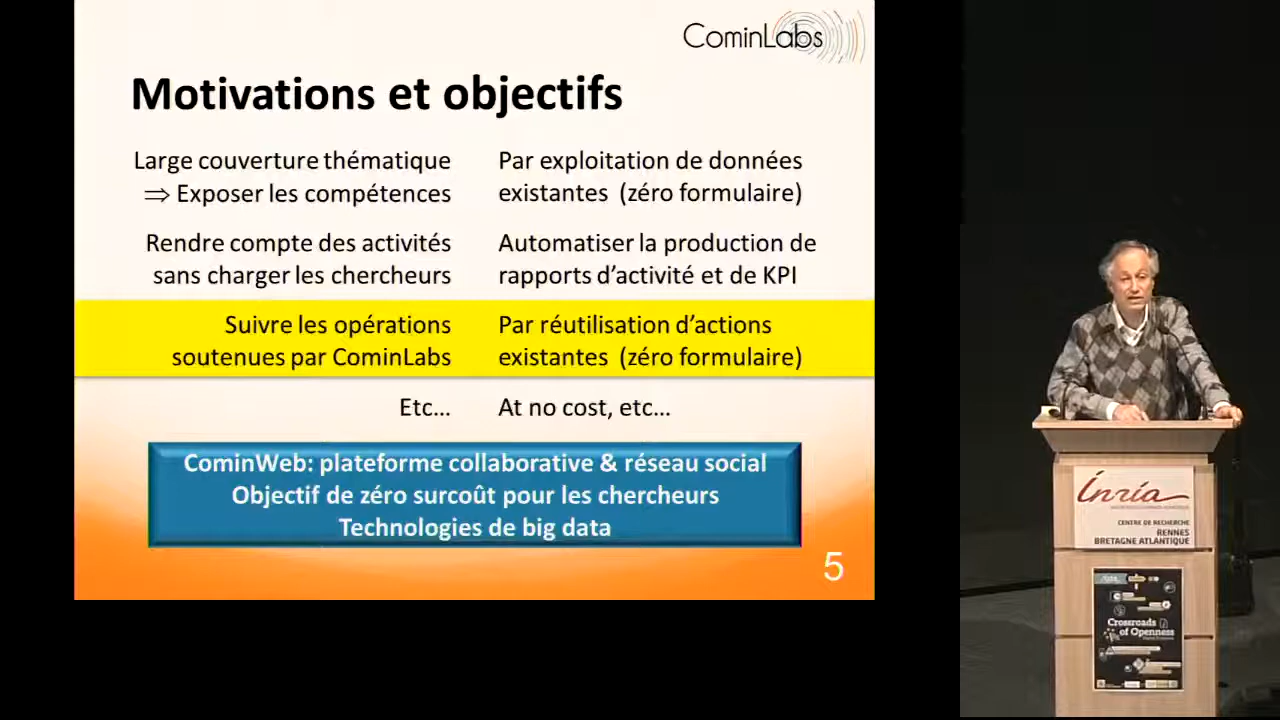 CominLabs
Motivations et objectifs
Large couverture thématique
⇒ Exposer les compétences
Par exploitation de données
existantes (zéro formulaire)
Rendre compte des activités
sans charger les chercheurs
Automatiser la production de
rapports d’activité et de KPI
Suivre les opérations
soutenues par CominLabs
Par réutilisation d’actions
existantes (zéro formulaire)
Etc…
At no cost, etc…
CominWeb: plateforme collaborative & réseau social
Objectif de zéro surcoût pour les chercheurs
Technologies de big data
5
Inria
CENTRE DE RECHERCHE
RENNES
BRETAGNE ATLANTIQUE
Crossroads
of Openness